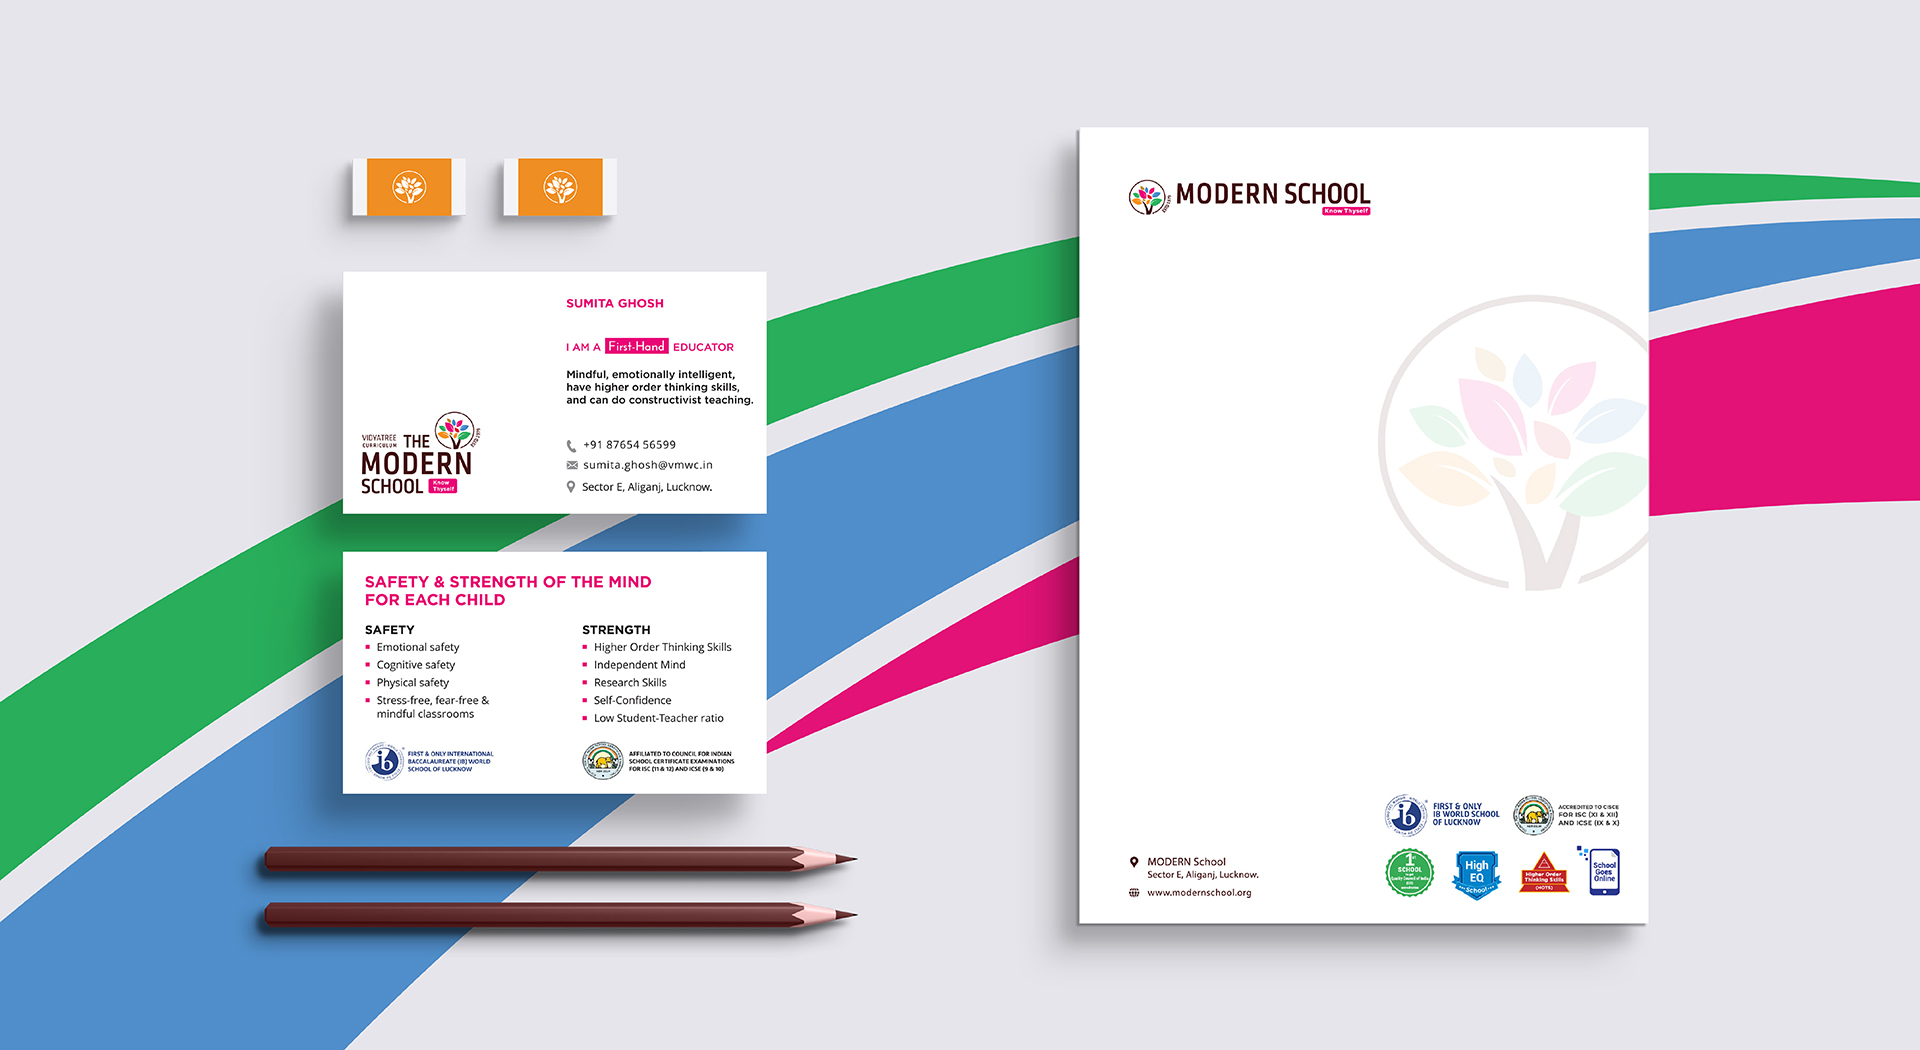 SUMITA GHOSH
I AM A First-Hand EDUCATOR
Mindful, emotionally intelligent,
have higher order thinking skills,
and can do constructivist teaching.
+91 87654 56599
sumita.ghosh@vmwc.in
Sector E, Aliganj, Lucknow.
VIDYATREE
CURRICULUM
THE
MODERN
SCHOOL
Know
Thyself
SAFETY & STRENGTH OF THE MIND
FOR EACH CHILD
SAFETY
Emotional safety
Cognitive safety
Physical safety
Stress-free, fear-free &
mindful classrooms
STRENGTH
Higher Order Thinking Skills
Independent Mind
Research Skills
Self-Confidence
Low Student-Teacher ratio
FIRST & ONLY INTERNATIONAL
BACCALAUREATE (IB) WORLD
SCHOOL OF LUCKNOW
AFFILIATED TO COUNCIL FOR INDIAN
SCHOOL CERTIFICATE EXAMINATIONS
FOR ISC (11 & 12) AND ICSE (9 & 10)
MODERN SCHOOL
Know Thyself
MODERN School
Sector E, Aliganj, Lucknow.
www.modernschool.org
FIRST & ONLY
IB WORLD SCHOOL
OF LUCKNOW
ACCREDITED TO CISCE
FOR ISC (XI & XII)
AND ICSE (IX & X)
1st
SCHOOL
High
EQ
School
Higher Order
Thinking Skills
(HOTS)
School
Goes
Online